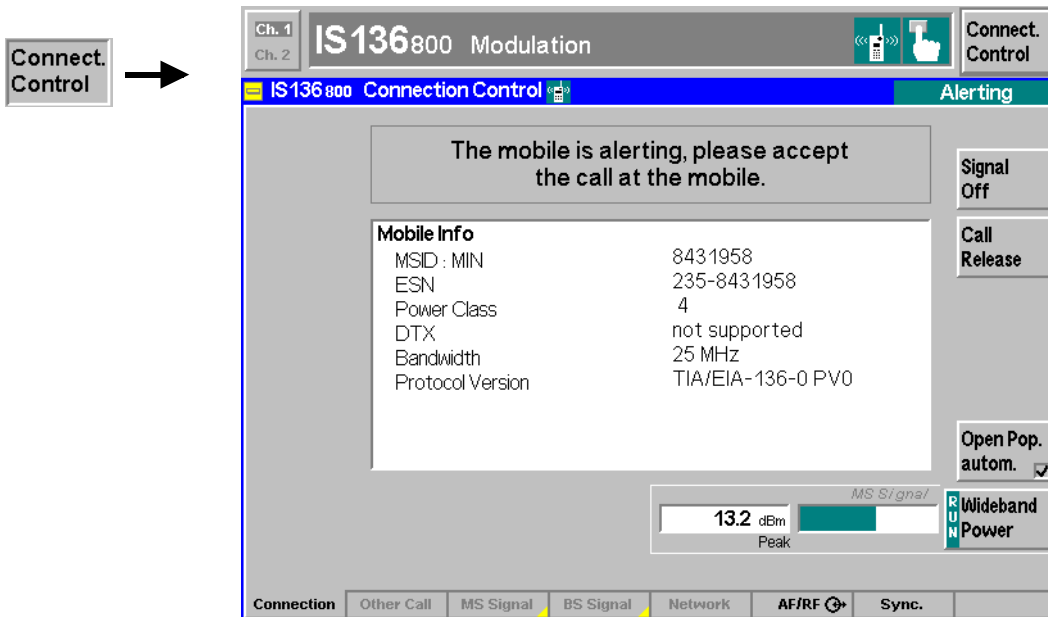 Connect.
Control
Ch. 1
Ch. 2
IS136800 Modulation
Connect.
Control
IS136 800 Connection Control
Alerting
The mobile is alerting, please accept
the call at the mobile.
Signal
Off
Call
Release
Mobile Info
MSID : MIN 8431958
ESN 235-8431958
Power Class 4
DTX not supported
Bandwidth 25 MHz
Protocol Version TIA/EIA-136-0 PV0
Open Pop.
autom.
MS Signal
13.2 dBm
Peak
RUN
Wideband
Power
Connection Other Call MS Signal BS Signal Network AF/RF Sync.